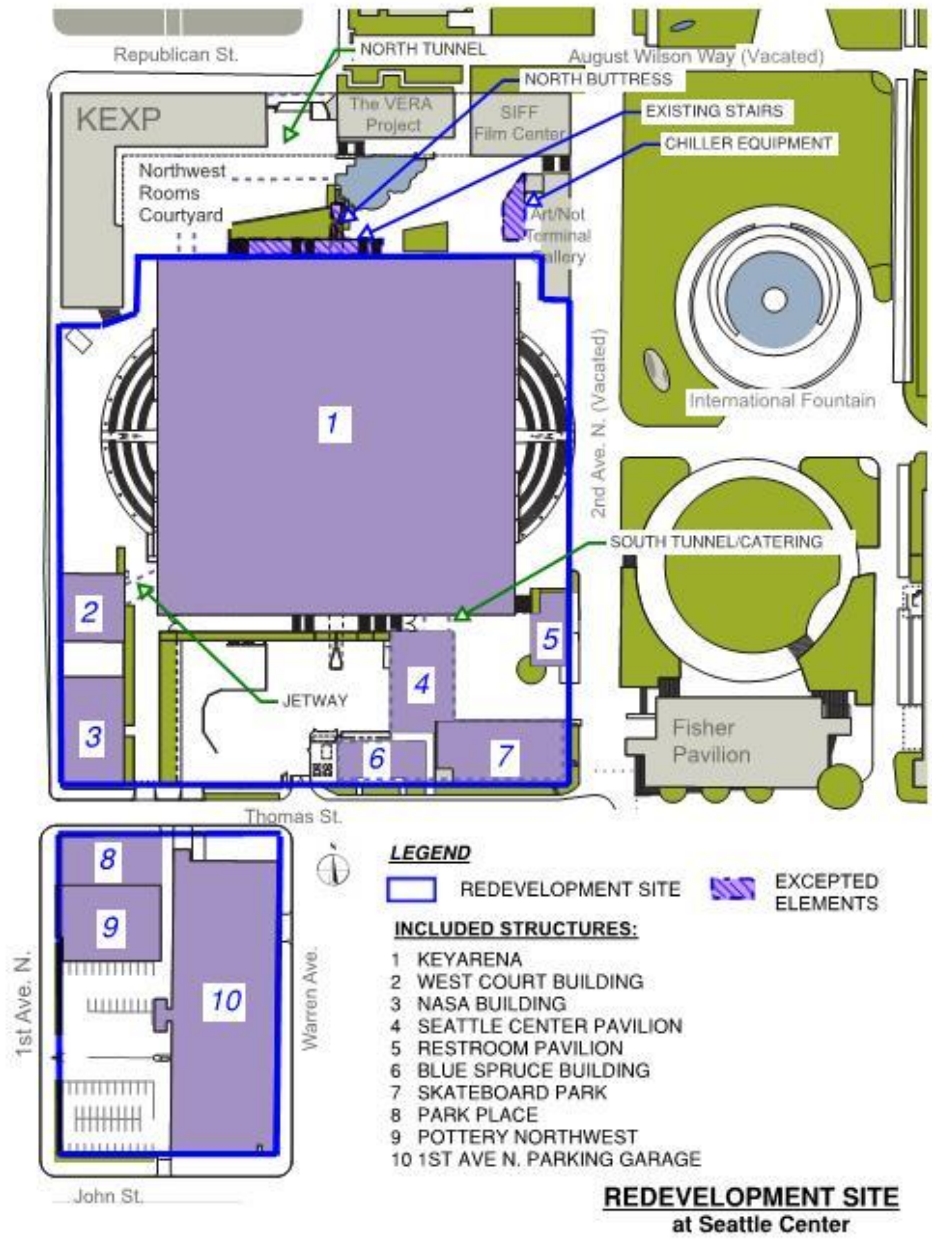 Republican St.
NORTH TUNNEL
August Wilson Way (Vacated)
NORTH BUTTRESS
KEXP
The VERA
Project
SIFF
Film Center
EXISTING STAIRS
CHILLER EQUIPMENT
Northwest
Rooms
Courtyard
Art/Not
Terminal
Gallery
1
2nd Ave. N. (Vacated)
International Fountain
SOUTH TUNNEL/CATERING
2
5
4
JETWAY
3
6
7
Fisher
Pavilion
Thomas St.
8
9
10
1st Ave. N.
Warren Ave.
John St.
N
LEGEND
REDEVELOPMENT SITE
EXCEPTED
ELEMENTS
INCLUDED STRUCTURES:
1 KEYARENA
2 WEST COURT BUILDING
3 NASA BUILDING
4 SEATTLE CENTER PAVILION
5 RESTROOM PAVILION
6 BLUE SPRUCE BUILDING
7 SKATEBOARD PARK
8 PARK PLACE
9 POTTERY NORTHWEST
10 1ST AVE N. PARKING GARAGE
REDEVELOPMENT SITE
at Seattle Center